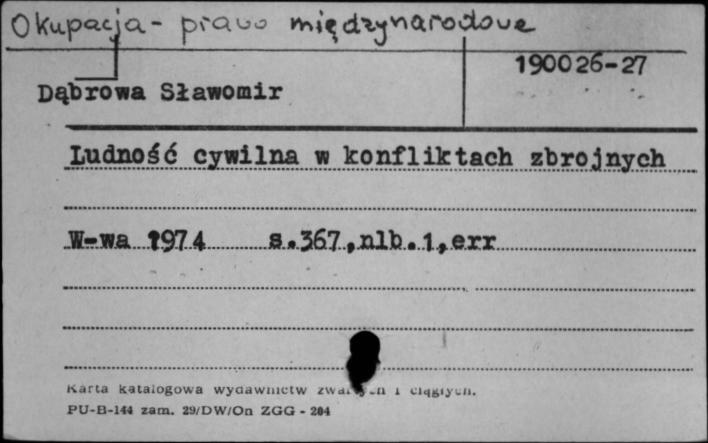 Okupacja - prawo międzynarodowe
190026-27
Dąbrowa Sławomir
Ludność cywilna w konfliktach zbrojnych
W-wa 1974 s.367,nlb.1,err
Karta katalogowa wydawnictw zwartych i ciągłych.
PU-B-144 zam. 29/DW/On ZGG - 204